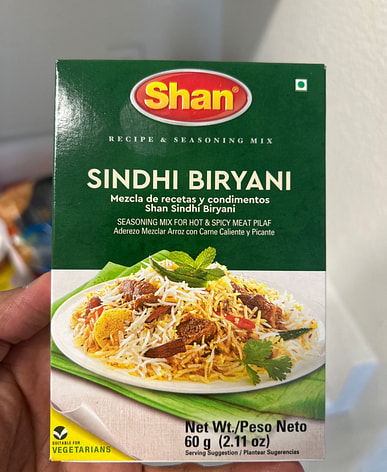 Shan®
RECIPE & SEASONING MIX
SINDHI BIRYANI
Mezcla de recetas y condimentos
Shan Sindhi Biryani
SEASONING MIX FOR HOT & SPICY MEAT PILAF
Aderezo Mezclar Arroz con Carne Caliente y Picante
SUITABLE FOR
VEGETARIANS
Net Wt./Peso Neto
60 g (2.11 oz)
Serving Suggestion / Plantear Sugerencias